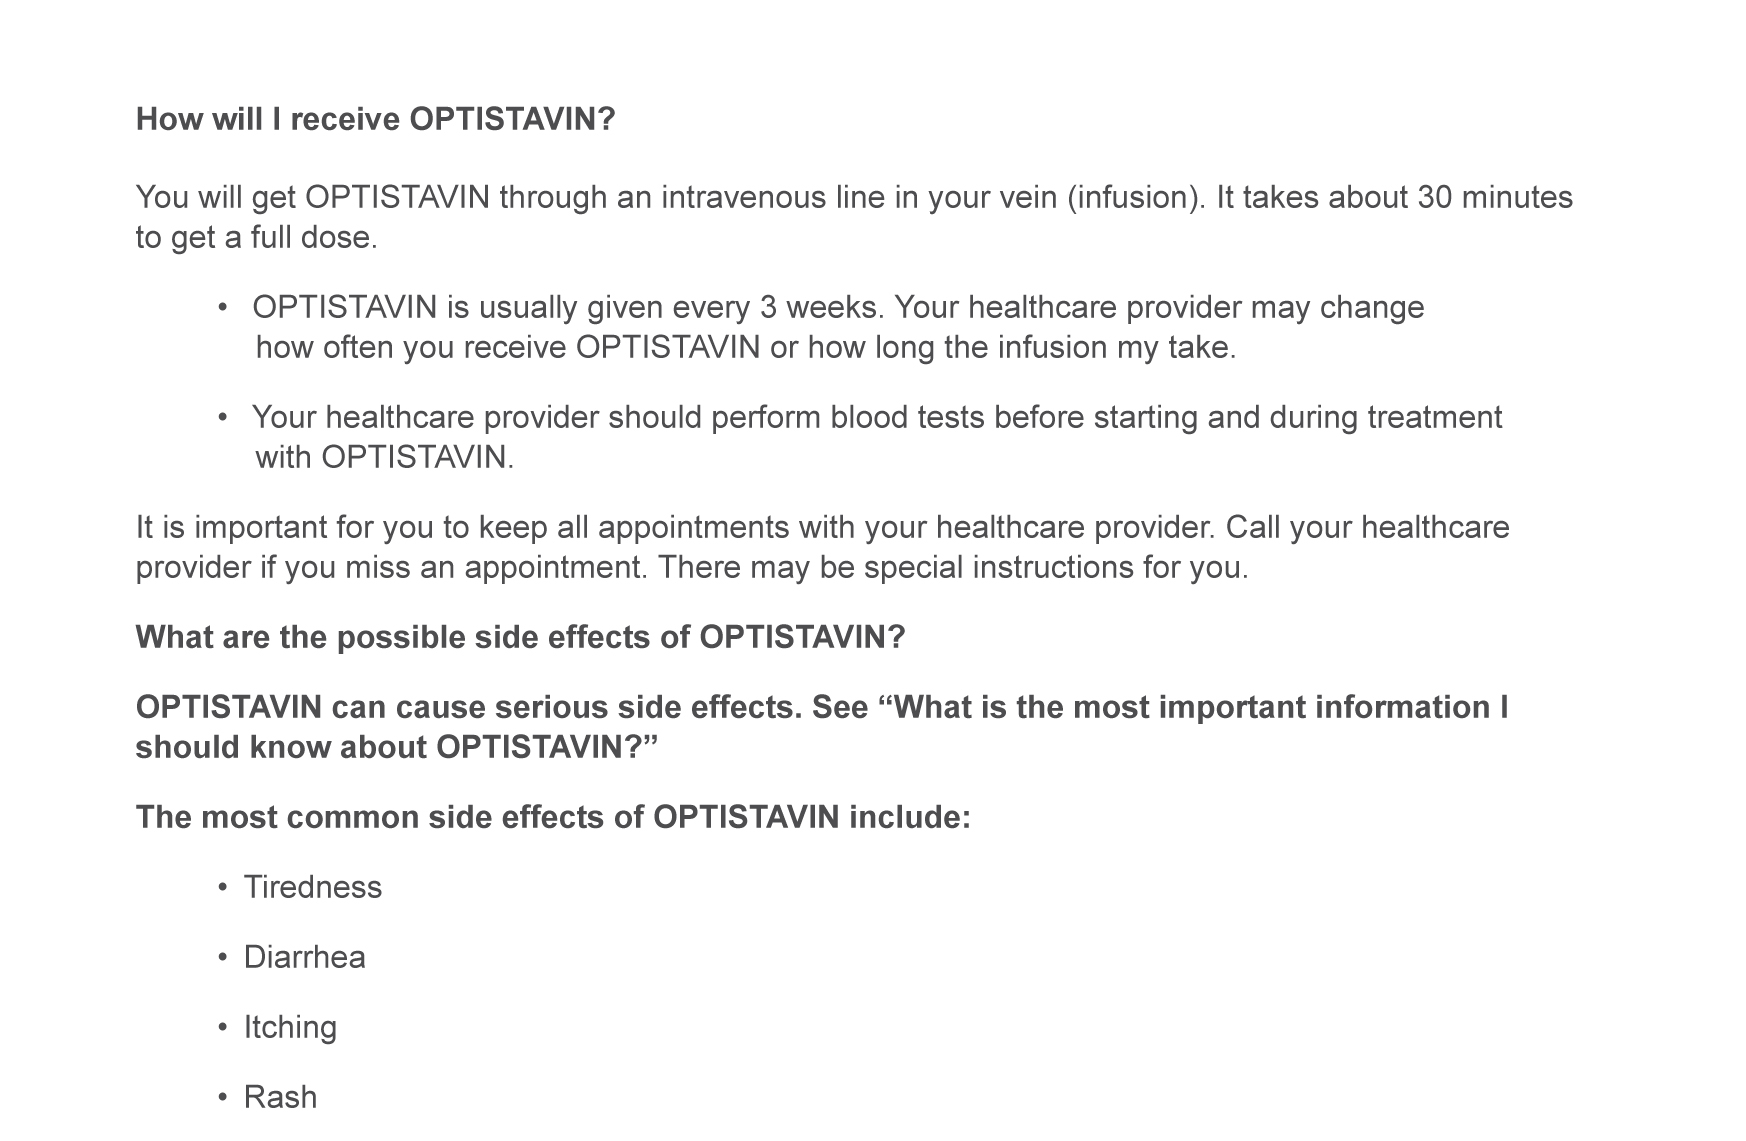 How will I receive OPTISTAVIN?
You will get OPTISTAVIN through an intravenous line in your vein (infusion). It takes about 30 minutes
to get a full dose.
• OPTISTAVIN is usually given every 3 weeks. Your healthcare provider may change
how often you receive OPTISTAVIN or how long the infusion my take.
• Your healthcare provider should perform blood tests before starting and during treatment
with OPTISTAVIN.
It is important for you to keep all appointments with your healthcare provider. Call your healthcare
provider if you miss an appointment. There may be special instructions for you.
What are the possible side effects of OPTISTAVIN?
OPTISTAVIN can cause serious side effects. See “What is the most important information I
should know about OPTISTAVIN?”
The most common side effects of OPTISTAVIN include:
• Tiredness
• Diarrhea
• Itching
• Rash